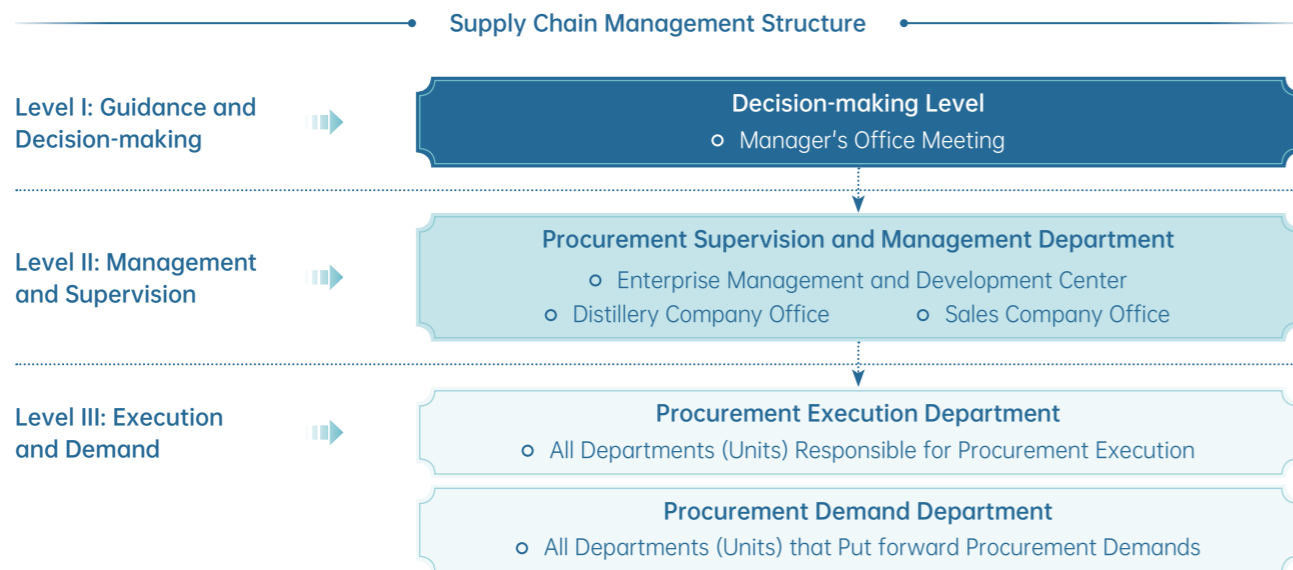 Supply Chain Management Structure
Level I: Guidance and
Decision-making
Decision-making Level
Manager's Office Meeting
Level II: Management
and Supervision
Procurement Supervision and Management Department
Enterprise Management and Development Center
Distillery Company Office
Sales Company Office
Level III: Execution
and Demand
Procurement Execution Department
All Departments (Units) Responsible for Procurement Execution
Procurement Demand Department
All Departments (Units) that Put forward Procurement Demands